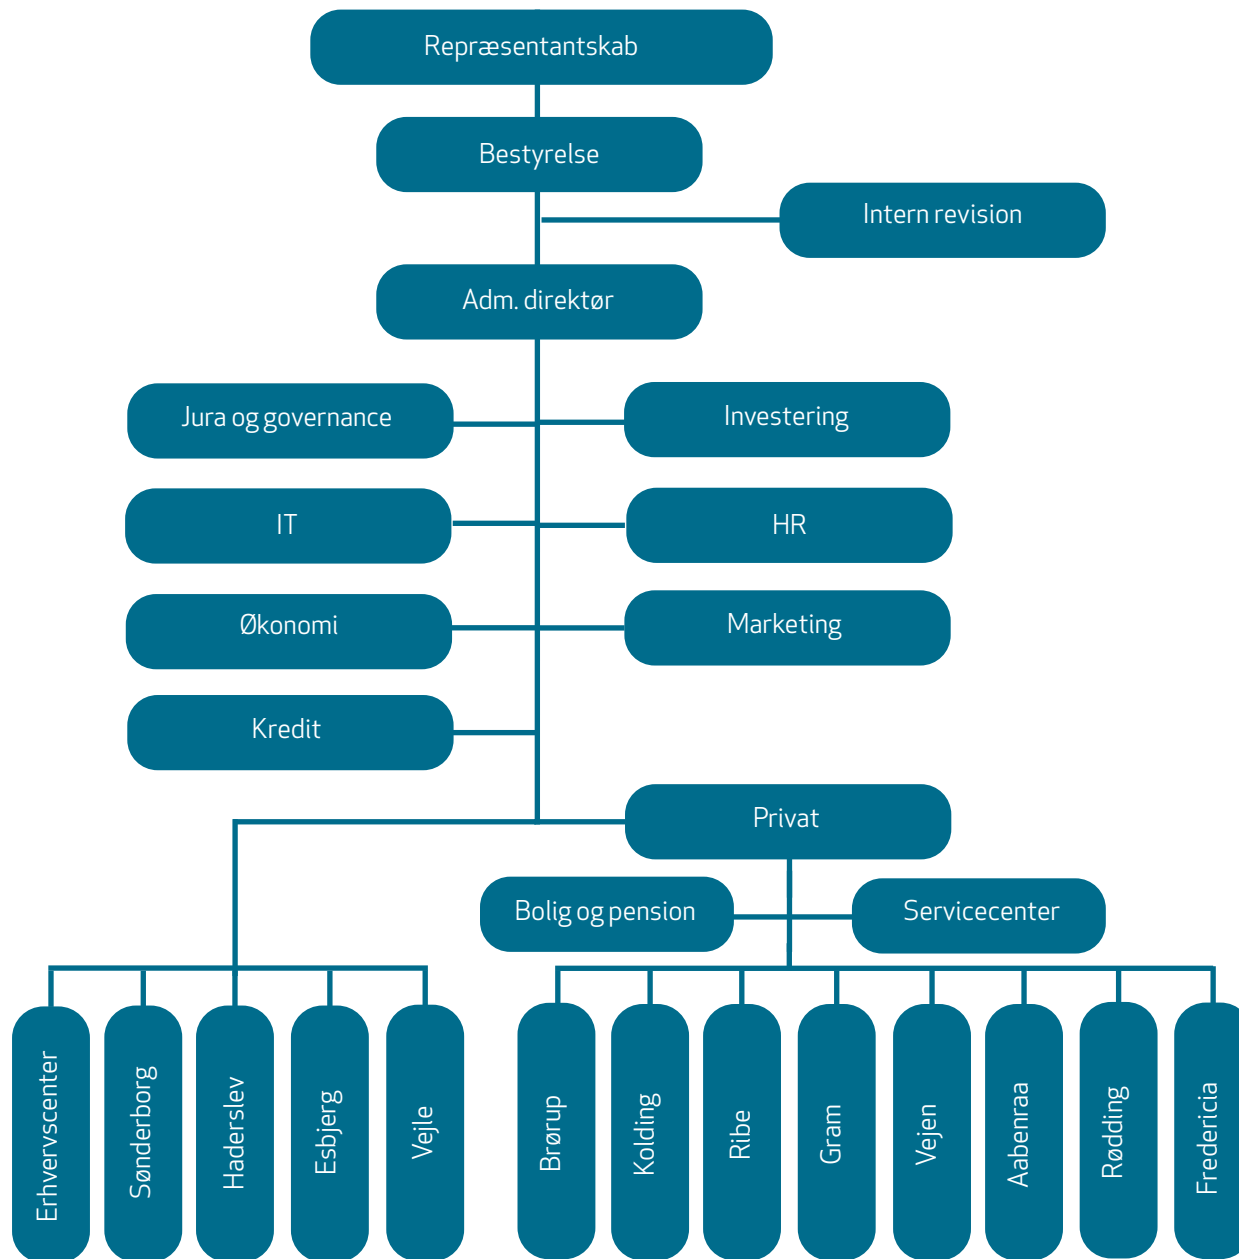 Repræsentantskab
Bestyrelse
Intern revision
Adm. direktør
Jura og governance
Investering
IT
HR
Økonomi
Marketing
Kredit
Privat
Bolig og pension
Servicecenter
Erhvervscenter
Sønderborg
Haderslev
Esbjerg
Vejle
Brørup
Kolding
Ribe
Gram
Vejen
Aabenraa
Rødding
Fredericia